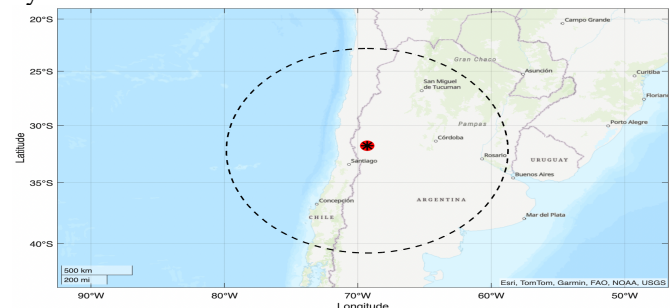 20°S
Campo Grande
Gran Chaco
25°S
Asunción
Curitiba
San Miguel
de Tucuman
Florian
Pampas
Porto Alegre
30°S
Córdoba
Santiago
Rosario
URUGUAY
Buenos Aires
35°S
Concepción
ARGENTINA
CHILE
Mar del Plata
40°S
500 km
200 mi
Esri, TomTom, Garmin, FAO, NOAA, USGS
90°W
80°W
70°W
60°W
50°W
Latitude
Longitude